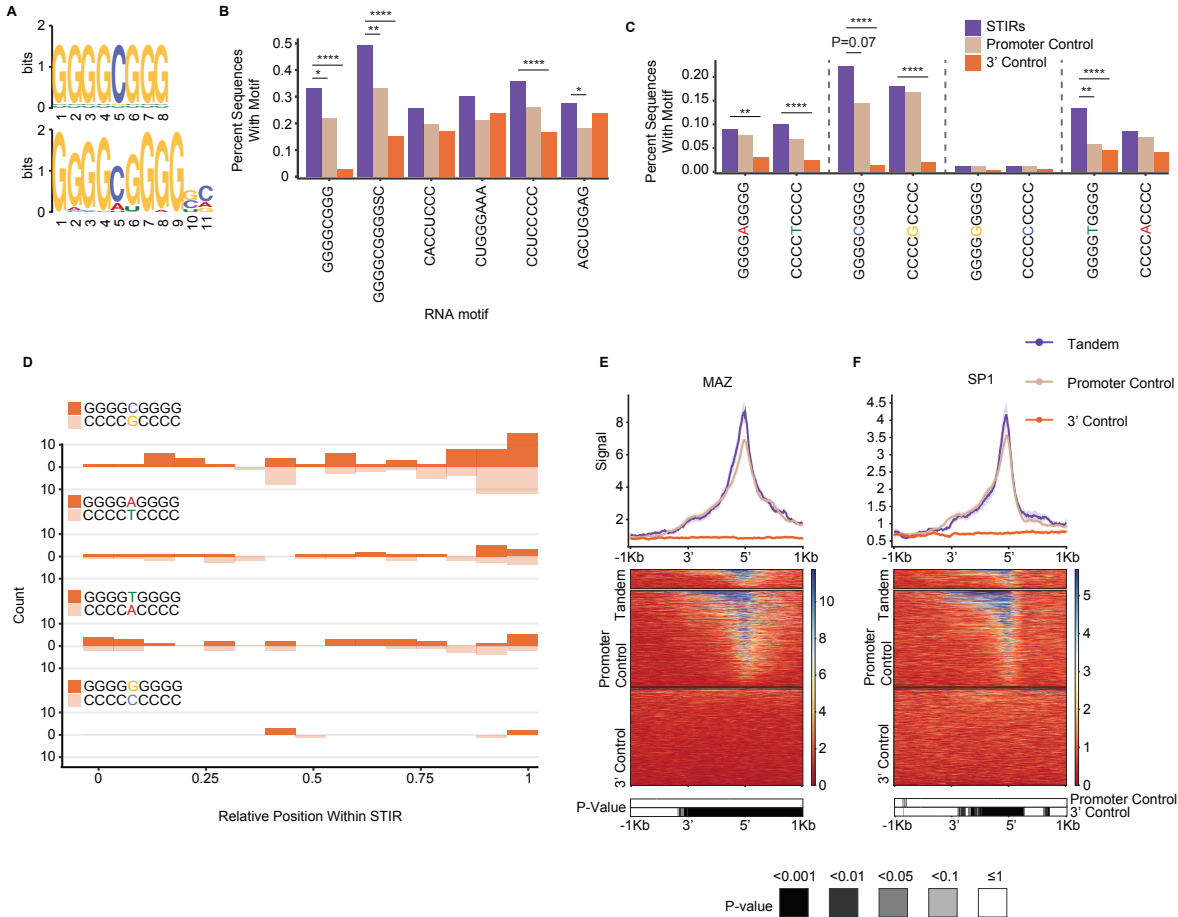 A
bits
2
1
0
GGGGCGGG
1 2 3 4 5 6 7 8
bits
2
1
0
GGGGCGGGGGC
A A U A C A
1 2 3 4 5 6 7 8 9 10 11
B
Percent Sequences
With Motif
0.5
0.4
0.3
0.2
0.1
0
****
*
****
**
****
*
GGGGCGGG
GGGGCGGGGSC
CACCUCCC
CUGGGAAA
CCUCCCCC
AGCUGGAG
RNA motif
C
STIRs
Promoter Control
3' Control
Percent Sequences
With Motif
0.20
0.15
0.10
0.05
0.00
**
****
****
P=0.07
****
****
**
GGGGAGGGG
CCCCTCCCC
GGGGCGGGG
CCCCGCCCC
GGGGGGGGG
CCCCCCCCC
GGGGTGGGG
CCCCACCCC
D
Count
GGGGCGGGG
CCCCGCCCC
10
0
10
GGGGAGGGG
CCCCTCCCC
10
0
10
GGGGTGGGG
CCCCACCCC
10
0
10
GGGGGGGGG
CCCCCCCCC
10
0
10
0 0.25 0.5 0.75 1
Relative Position Within STIR
E
MAZ
Signal
8
6
4
2
-1Kb 3' 5' 1Kb
Tandem
Promoter
Control
3' Control
10
8
6
4
2
0
P-Value
-1Kb 3' 5' 1Kb
F
SP1
Tandem
Promoter Control
3' Control
4.5
4
3.5
3
2.5
2
1.5
1
0.5
-1Kb 3' 5' 1Kb
Tandem
Promoter
Control
3' Control
5
4
3
2
1
0
Promoter Control
3' Control
-1Kb 3' 5' 1Kb
<0.001 <0.01 <0.05 <0.1 ≤1
P-value